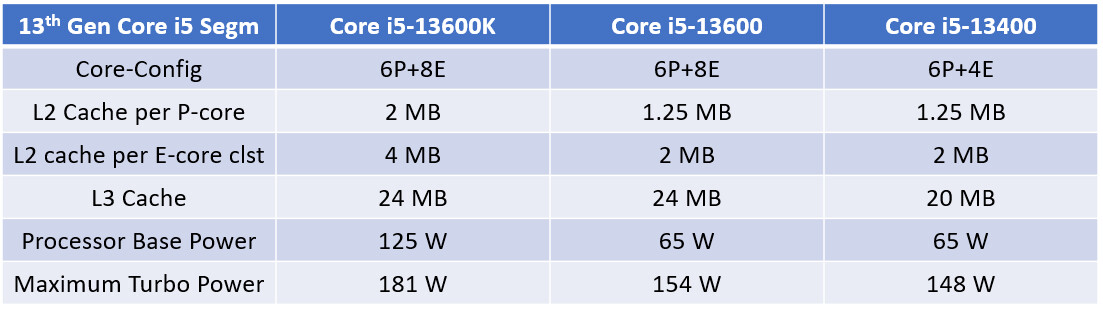 13th Gen Core i5 Segm Core i5-13600K Core i5-13600 Core i5-13400
Core-Config 6P+8E 6P+8E 6P+4E
L2 Cache per P-core 2 MB 1.25 MB 1.25 MB
L2 cache per E-core clst 4 MB 2 MB 2 MB
L3 Cache 24 MB 24 MB 20 MB
Processor Base Power 125 W 65 W 65 W
Maximum Turbo Power 181 W 154 W 148 W